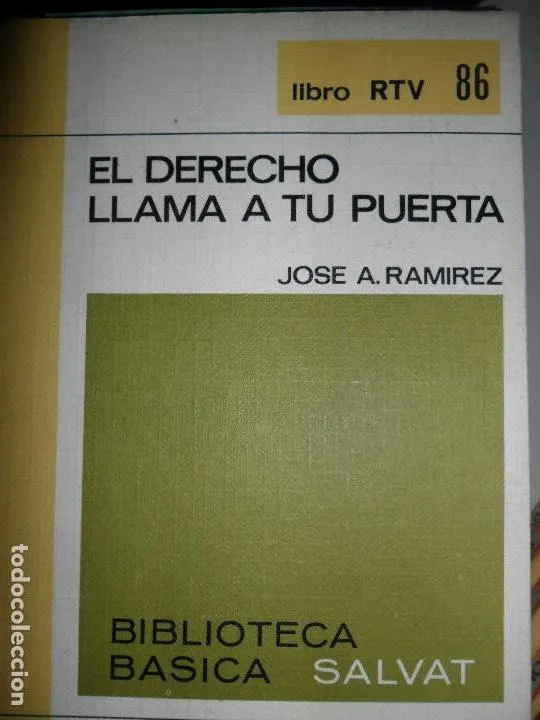 libro RTV 86
EL DERECHO
LLAMA A TU PUERTA
JOSE A. RAMIREZ
BIBLIOTECA
BASICA SALVAT
todocoleccion